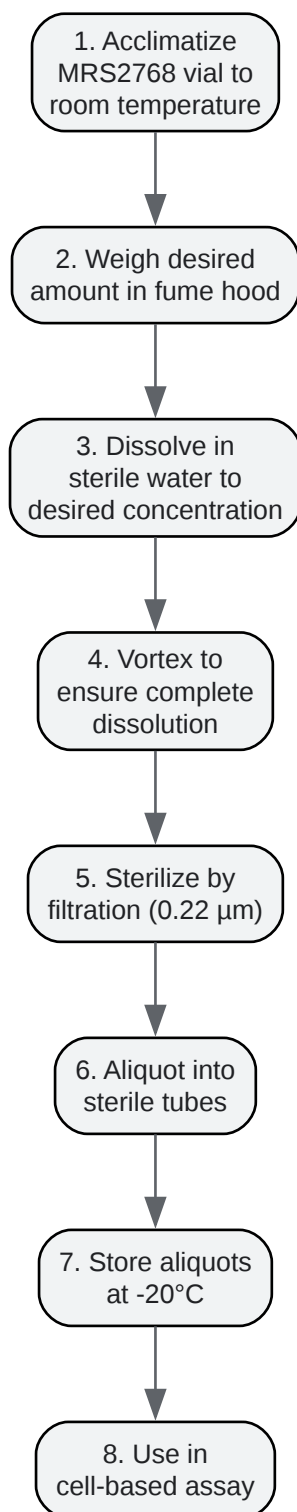 1. Acclimatize
MRS2768 vial to
room temperature
2. Weigh desired
amount in fume hood
3. Dissolve in
sterile water to
desired concentration
4. Vortex to
ensure complete
dissolution
5. Sterilize by
filtration (0.22 µm)
6. Aliquot into
sterile tubes
7. Store aliquots
at -20°C
8. Use in
cell-based assay